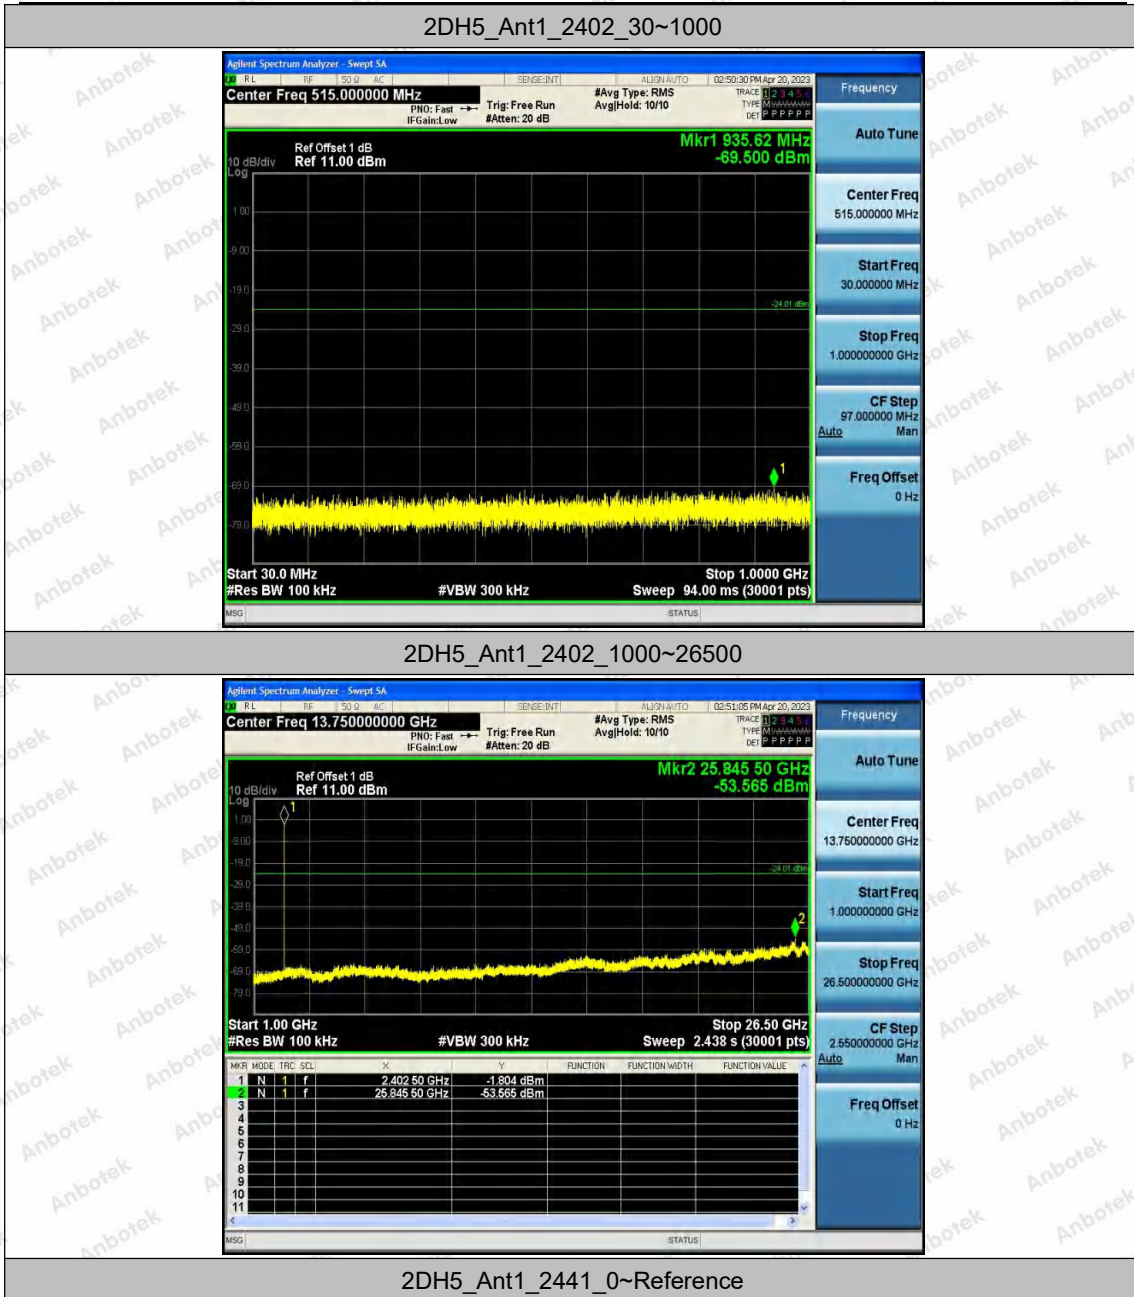 2DH5_Ant1_2402_30~1000
Agilent Spectrum Analyzer - Swept SA
RL RF 50 Ω AC SENSE:INT ALIGN AUTO 02:50:30 PM Apr 20, 2023
Center Freq 515.000000 MHz
PNO: Fast
IFGain:Low
Trig: Free Run
#Atten: 20 dB
#Avg Type: RMS
Avg|Hold: 10/10
TRACE 1 2 3 4 5 6
TYPE M
DET P P P P P P
Mkr1 935.62 MHz
-69.500 dBm
Ref Offset 1 dB
10 dB/div Ref 11.00 dBm
Log
1.00
-9.00
-19.0
-24.01 dBm
-29.0
-39.0
-49.0
-59.0
1
-69.0
-79.0
Start 30.0 MHz Stop 1.0000 GHz
#Res BW 100 kHz #VBW 300 kHz Sweep 94.00 ms (30001 pts)
MSG STATUS
Frequency
Auto Tune
Center Freq
515.000000 MHz
Start Freq
30.000000 MHz
Stop Freq
1.000000000 GHz
CF Step
97.000000 MHz
Auto Man
Freq Offset
0 Hz
2DH5_Ant1_2402_1000~26500
Agilent Spectrum Analyzer - Swept SA
RL RF 50 Ω AC SENSE:INT ALIGN AUTO 02:51:05 PM Apr 20, 2023
Center Freq 13.750000000 GHz
PNO: Fast
IFGain:Low
Trig: Free Run
#Atten: 20 dB
#Avg Type: RMS
Avg|Hold: 10/10
TRACE 1 2 3 4 5 6
TYPE M
DET P P P P P P
Mkr2 25.845 50 GHz
-53.565 dBm
Ref Offset 1 dB
10 dB/div Ref 11.00 dBm
Log
1
1.00
-9.00
-19.0
-24.01 dBm
-29.0
-39.0
-49.0
2
-59.0
-69.0
-79.0
Start 1.00 GHz Stop 26.50 GHz
#Res BW 100 kHz #VBW 300 kHz Sweep 2.438 s (30001 pts)
MKR MODE TRC SCL X Y FUNCTION FUNCTION WIDTH FUNCTION VALUE
1 N 1 f 2.402 50 GHz -1.804 dBm
2 N 1 f 25.845 50 GHz -53.565 dBm
3
4
5
6
7
8
9
10
11
MSG STATUS
Frequency
Auto Tune
Center Freq
13.750000000 GHz
Start Freq
1.000000000 GHz
Stop Freq
26.500000000 GHz
CF Step
2.550000000 GHz
Auto Man
Freq Offset
0 Hz
2DH5_Ant1_2441_0~Reference